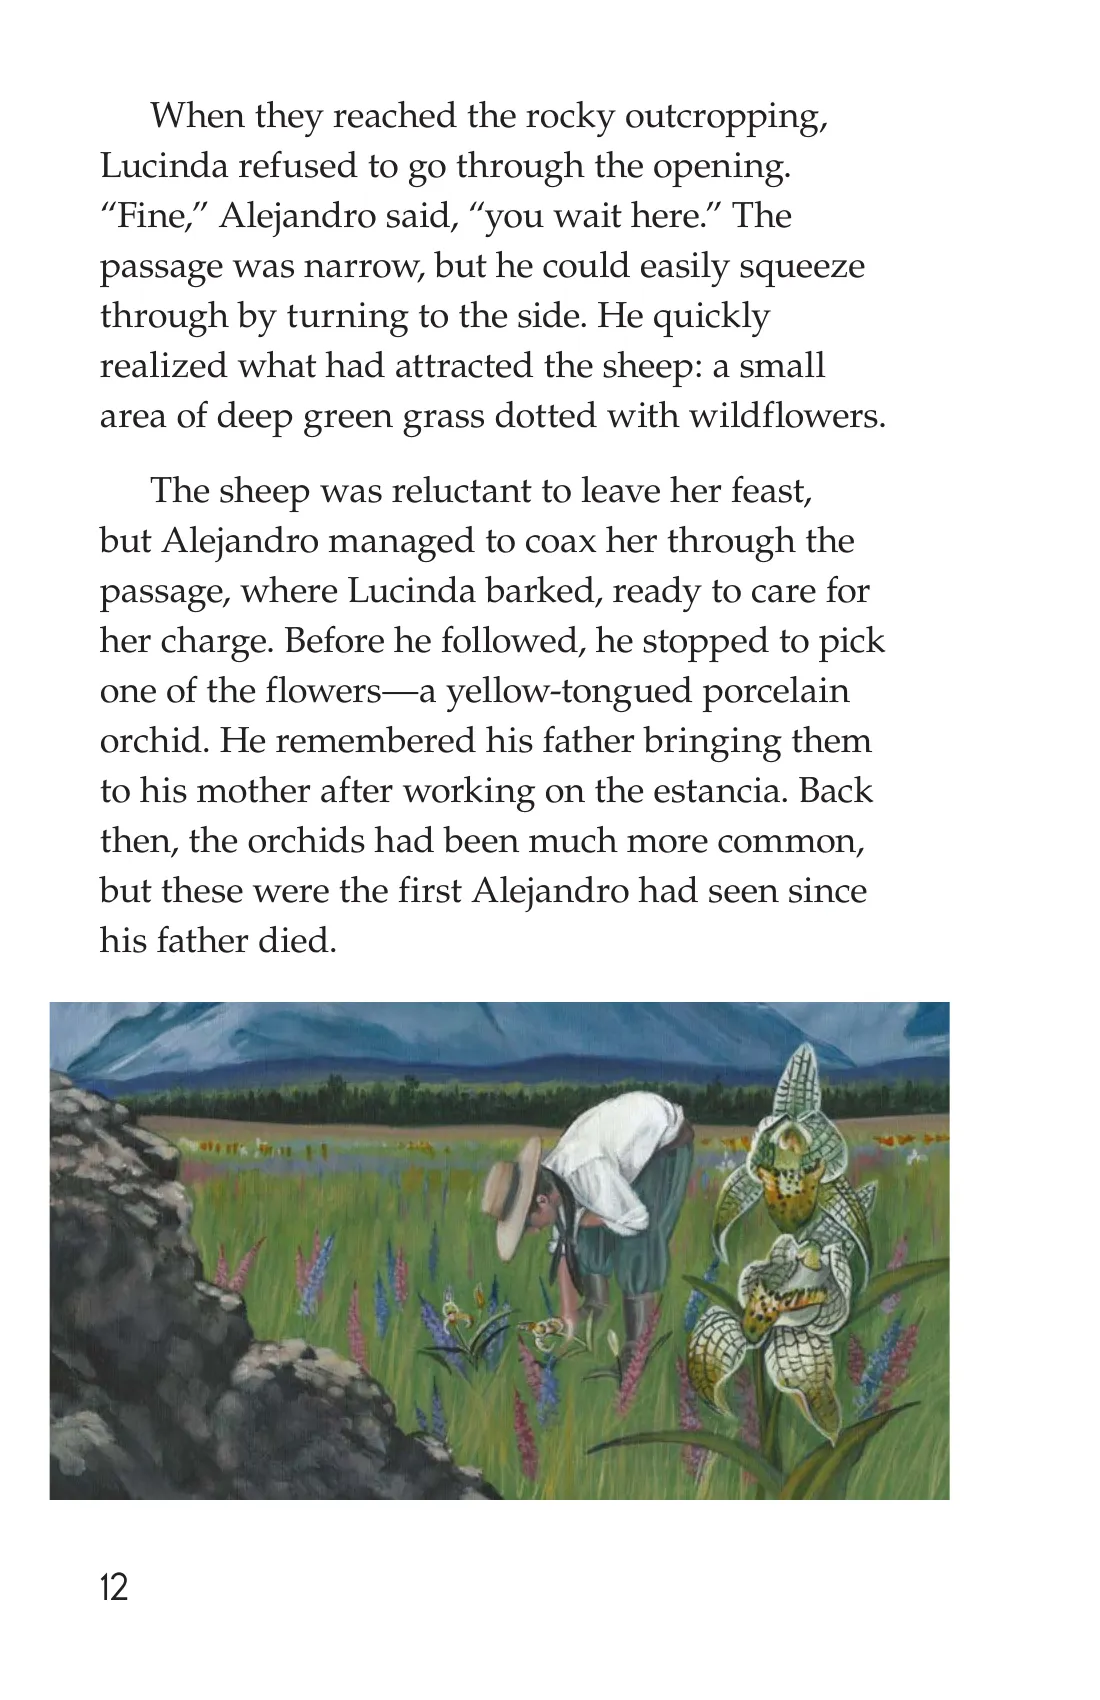 When they reached the rocky outcropping,
Lucinda refused to go through the opening.
“Fine,” Alejandro said, “you wait here.” The
passage was narrow, but he could easily squeeze
through by turning to the side. He quickly
realized what had attracted the sheep: a small
area of deep green grass dotted with wildflowers.
The sheep was reluctant to leave her feast,
but Alejandro managed to coax her through the
passage, where Lucinda barked, ready to care for
her charge. Before he followed, he stopped to pick
one of the flowers—a yellow-tongued porcelain
orchid. He remembered his father bringing them
to his mother after working on the estancia. Back
then, the orchids had been much more common,
but these were the first Alejandro had seen since
his father died.
12